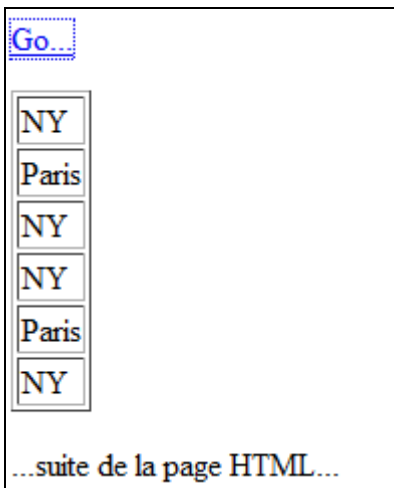 Go...
NY
Paris
NY
NY
Paris
NY
...suite de la page HTML...